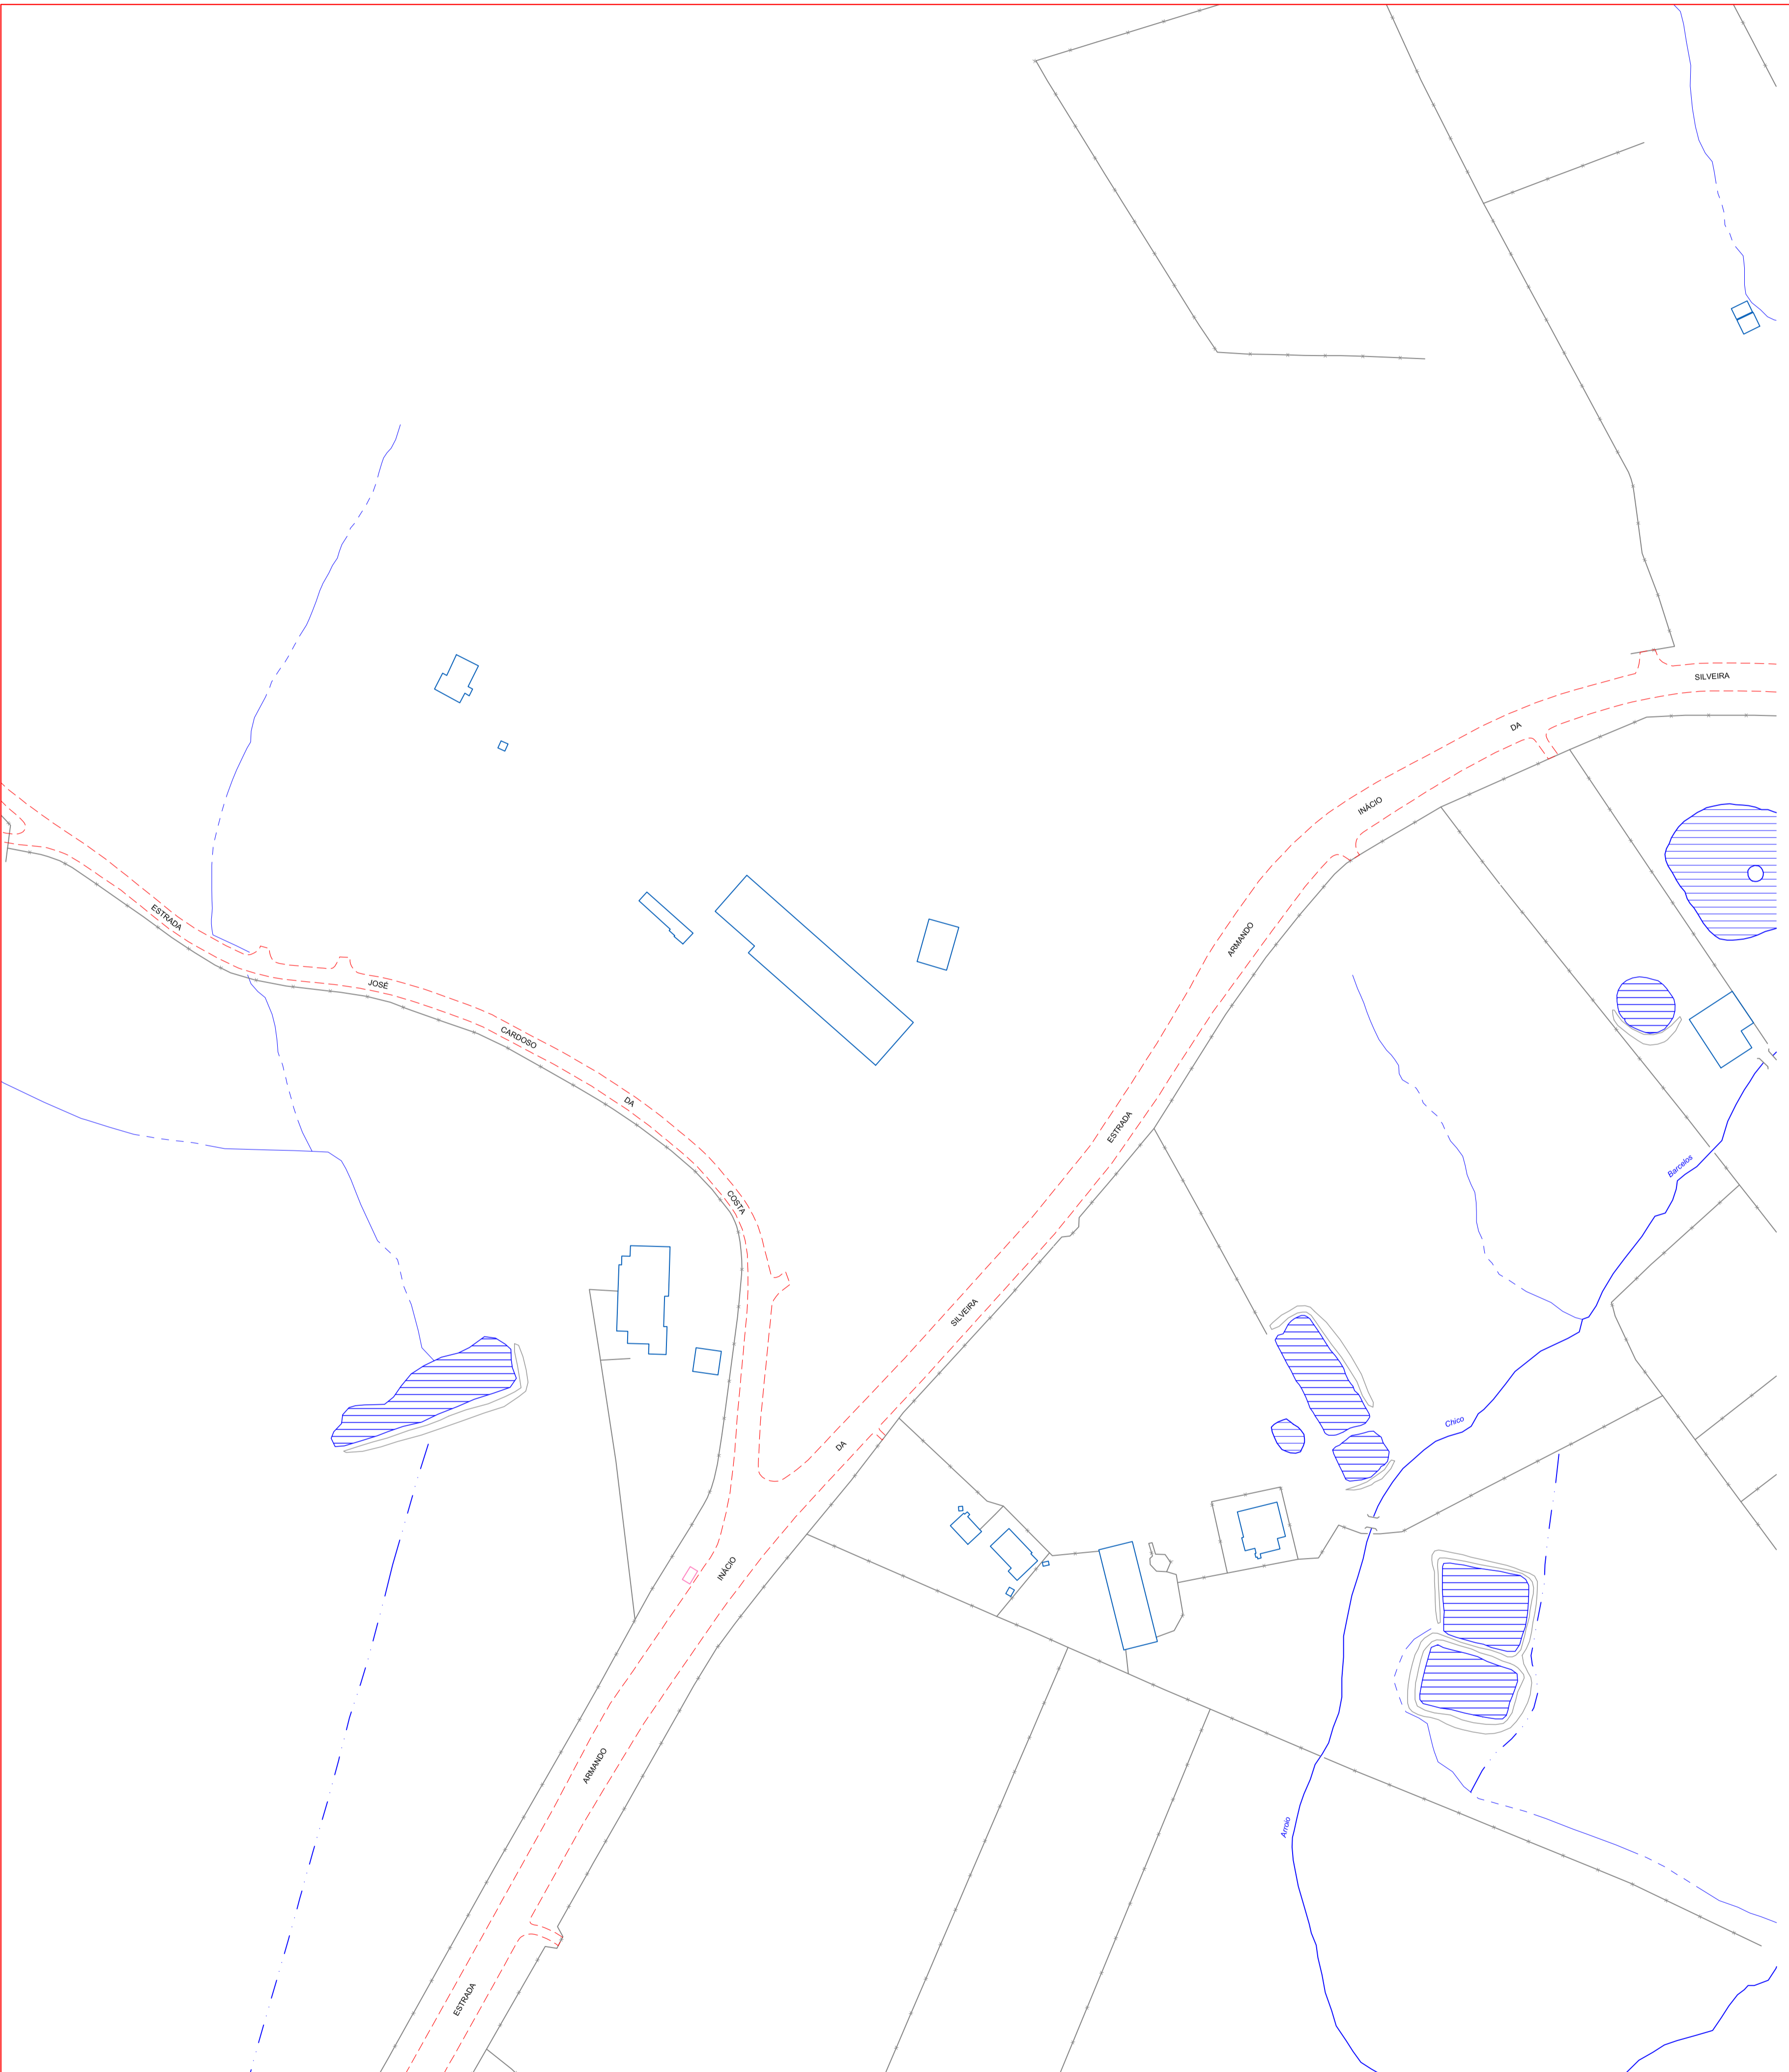 ESTRADA
JOSÉ
CARDOSO
DA
COSTA
ESTRADA
ARMANDO
INÁCIO
DA
SILVEIRA
ESTRADA
ARMANDO
INÁCIO
DA
SILVEIRA
Arroio
Chico
Barcelos